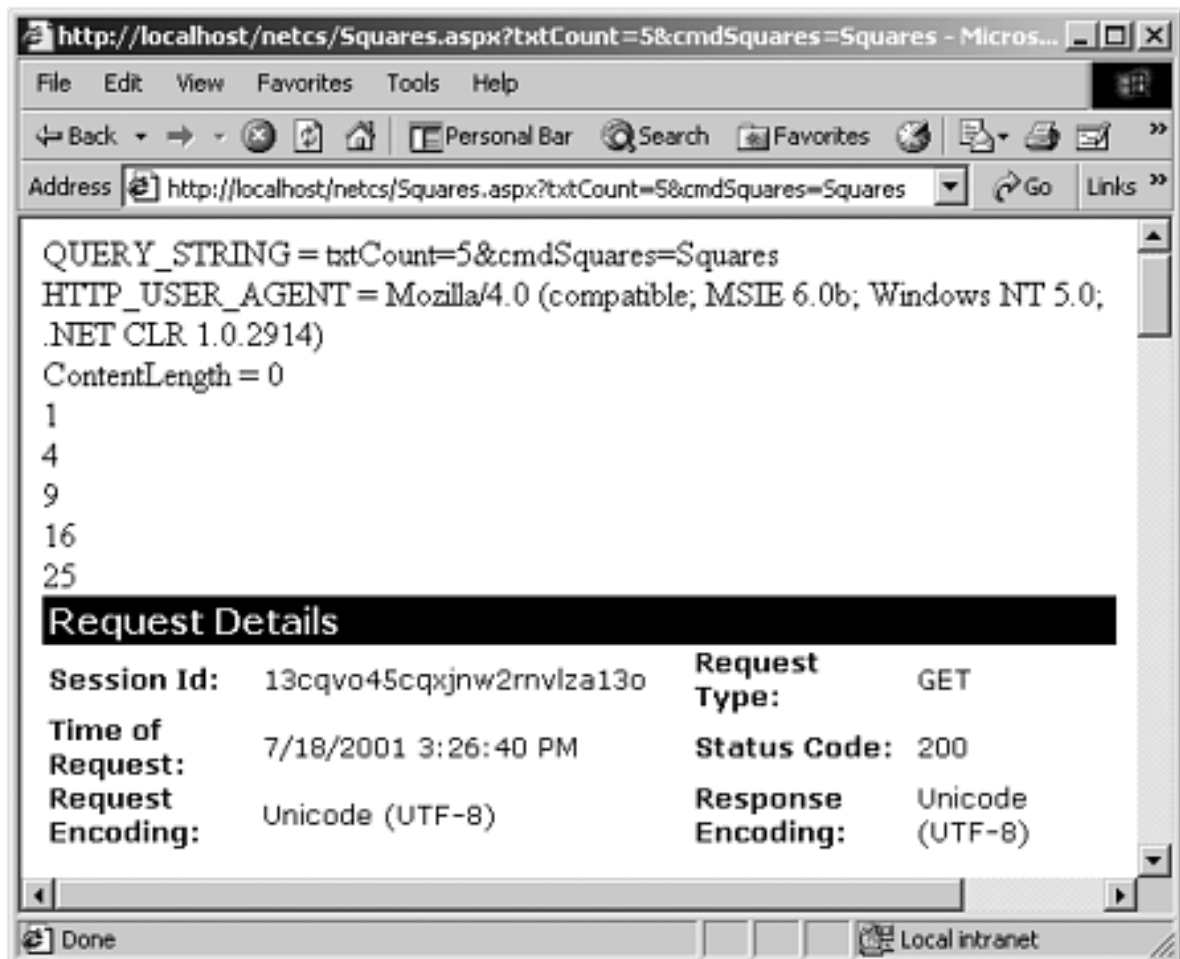 http://localhost/netcs/Squares.aspx?txtCount=5&cmdSquares=Squares - Micros...
File Edit View Favorites Tools Help
Back Personal Bar Search Favorites »
Address http://localhost/netcs/Squares.aspx?txtCount=5&cmdSquares=Squares Go Links »
QUERY_STRING = txtCount=5&cmdSquares=Squares
HTTP_USER_AGENT = Mozilla/4.0 (compatible; MSIE 6.0b; Windows NT 5.0;
.NET CLR 1.0.2914)
ContentLength = 0
1
4
9
16
25
Request Details
Session Id: 13cqvo45cqxjnw2rnvlza13o Request Type: GET
Time of Request: 7/18/2001 3:26:40 PM Status Code: 200
Request Encoding: Unicode (UTF-8) Response Encoding: Unicode (UTF-8)
Done Local intranet